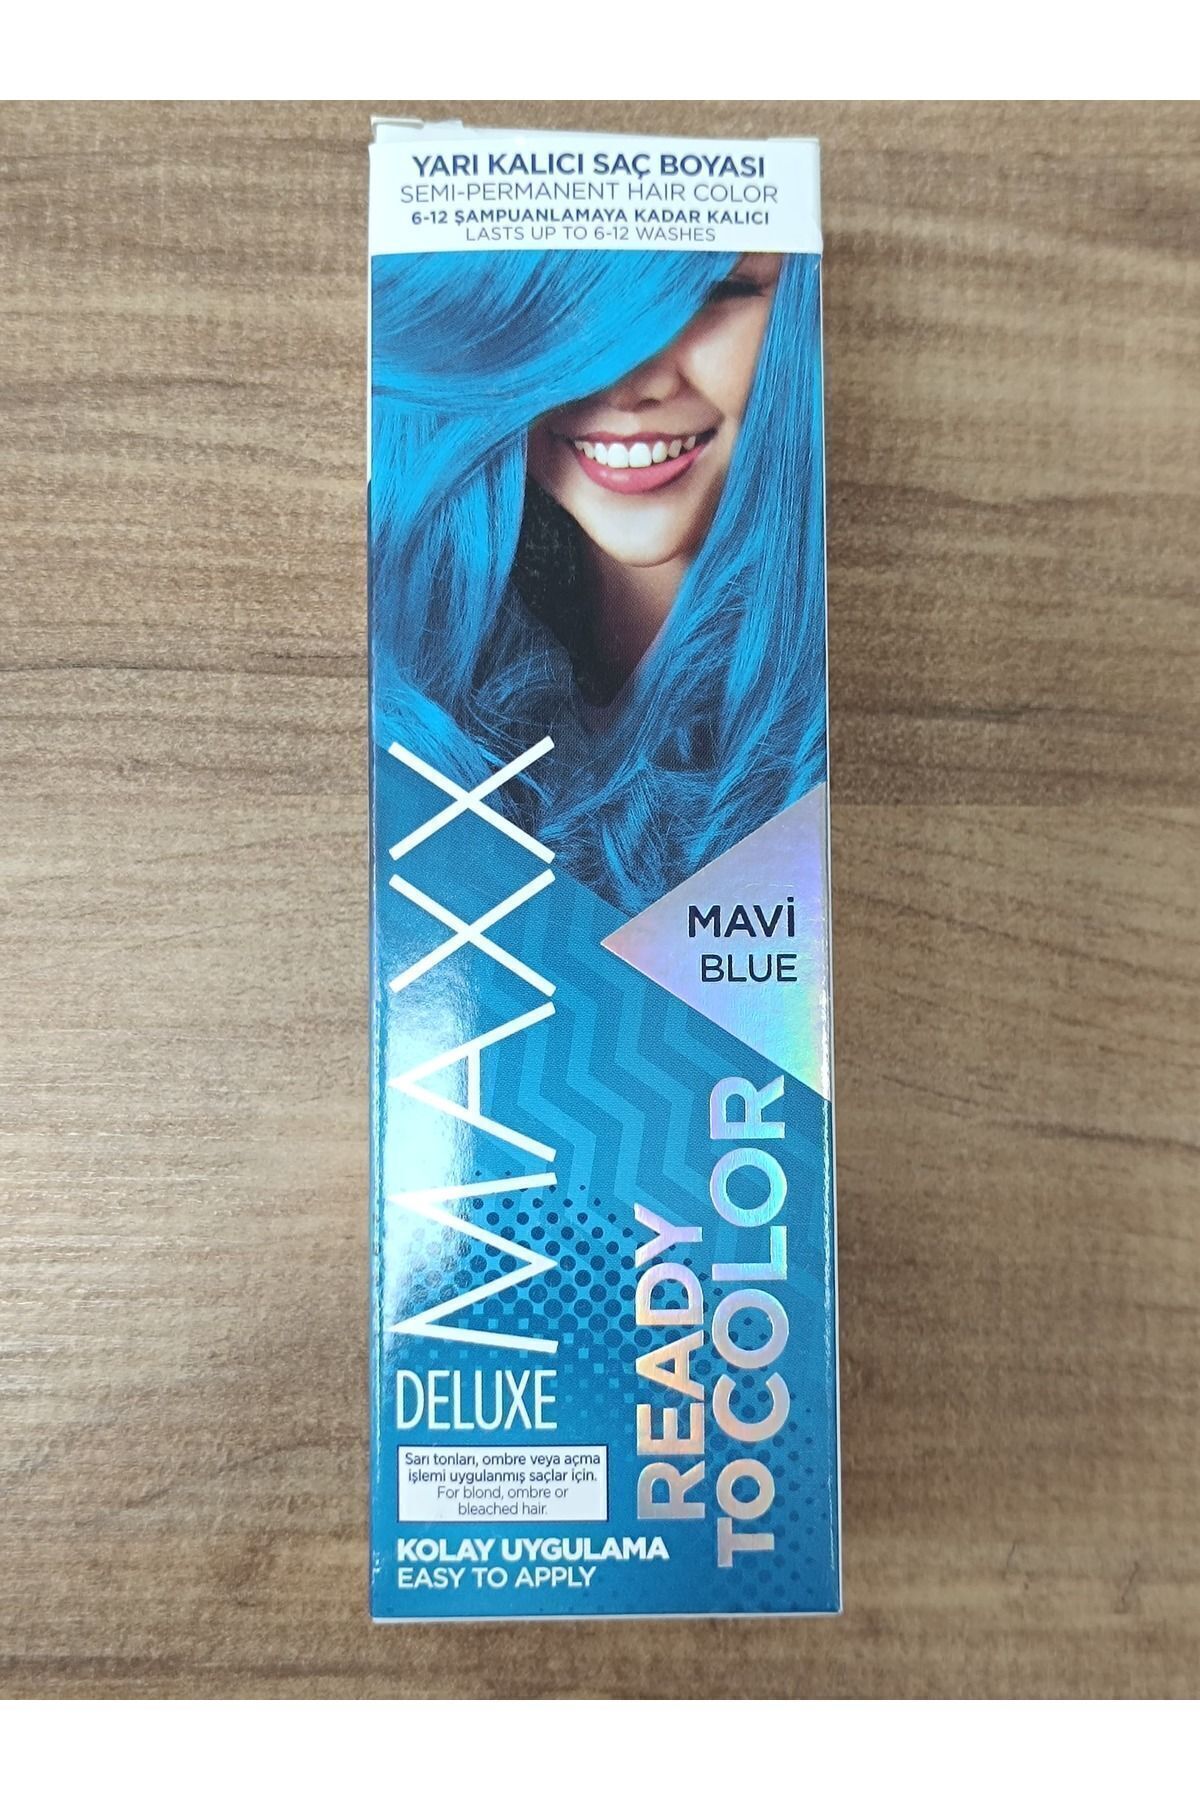 YARI KALICI SAÇ BOYASI
SEMI-PERMANENT HAIR COLOR
6-12 ŞAMPUANLAMAYA KADAR KALICI
LASTS UP TO 6-12 WASHES
MAVİ
BLUE
MAXX
DELUXE
READY
TO COLOR
Sarı tonları, ombre veya açma
işlemi uygulanmış saçlar için.
For blond, ombre or
bleached hair.
KOLAY UYGULAMA
EASY TO APPLY